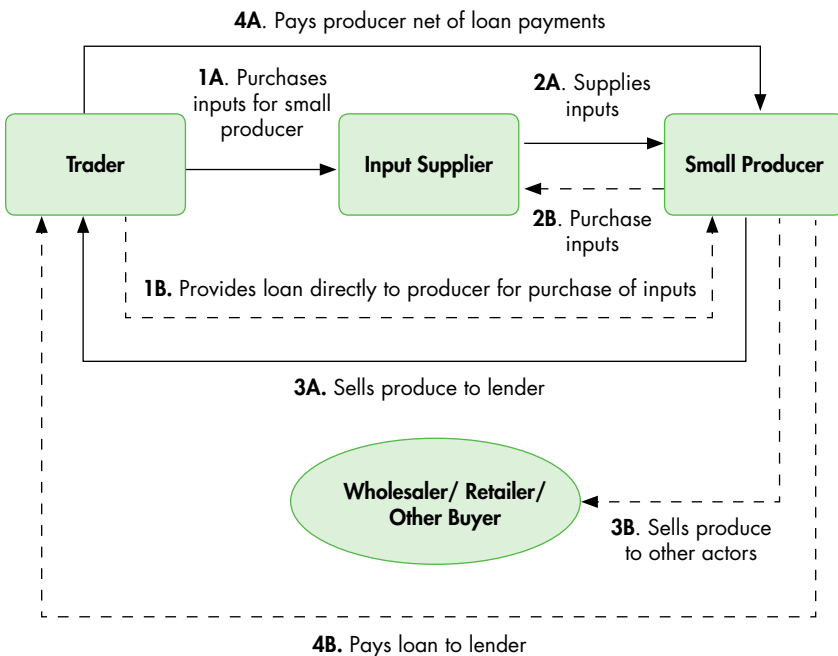 4A. Pays producer net of loan payments
1A. Purchases
inputs for small
producer
2A. Supplies
inputs
Trader
Input Supplier
Small Producer
2B. Purchase
inputs
1B. Provides loan directly to producer for purchase of inputs
3A. Sells produce to lender
Wholesaler/ Retailer/
Other Buyer
3B. Sells produce
to other actors
4B. Pays loan to lender